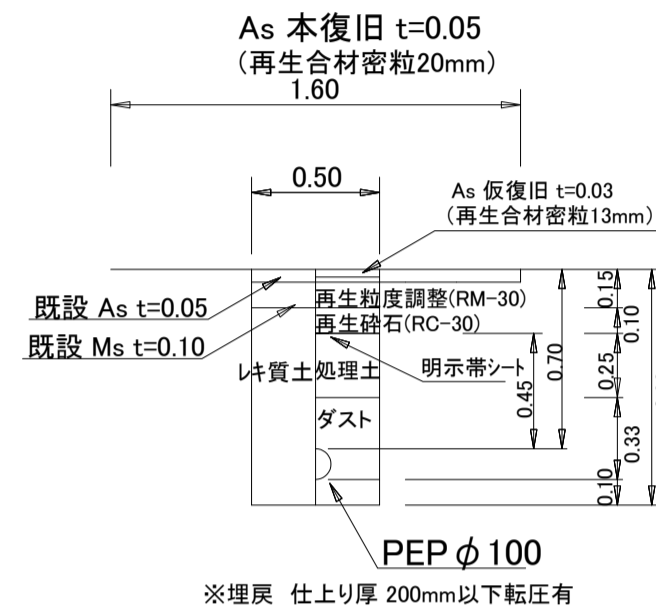 As 本復旧 t=0.05
(再生合材密粒20mm)
1.60
0.50
As 仮復旧 t=0.03
(再生合材密粒13mm)
既設 As t=0.05
既設 Ms t=0.10
再生粒度調整(RM-30)
再生砕石(RC-30)
明示帯シート
レキ質土
処理土
ダスト
0.45
0.70
0.15
0.10
0.25
0.33
0.10
PEPφ100
※埋戻 仕上り厚 200mm以下転圧有